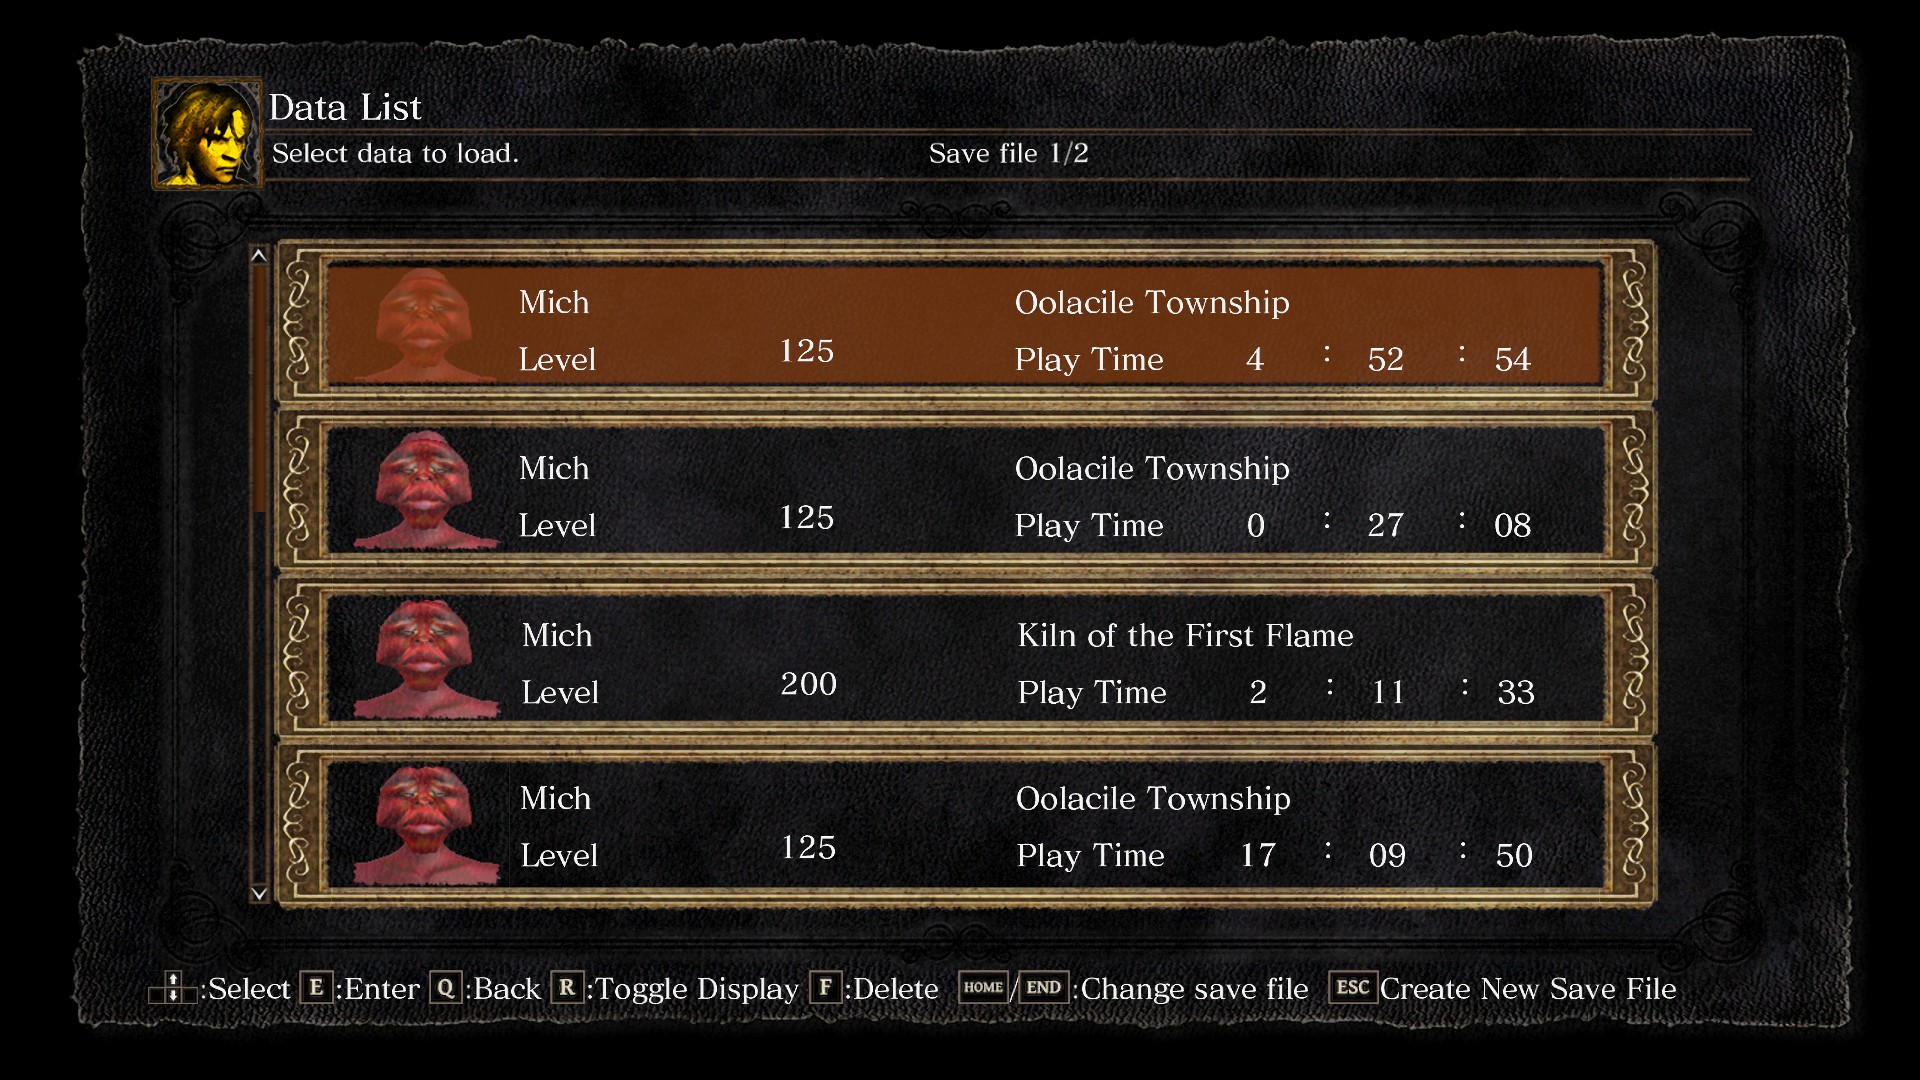 Data List
Select data to load. Save file 1/2
Mich Oolacile Township
Level 125 Play Time 4 : 52 : 54
Mich Oolacile Township
Level 125 Play Time 0 : 27 : 08
Mich Kiln of the First Flame
Level 200 Play Time 2 : 11 : 33
Mich Oolacile Township
Level 125 Play Time 17 : 09 : 50
:Select E:Enter Q:Back R:Toggle Display F:Delete HOME/END:Change save file ESC Create New Save File